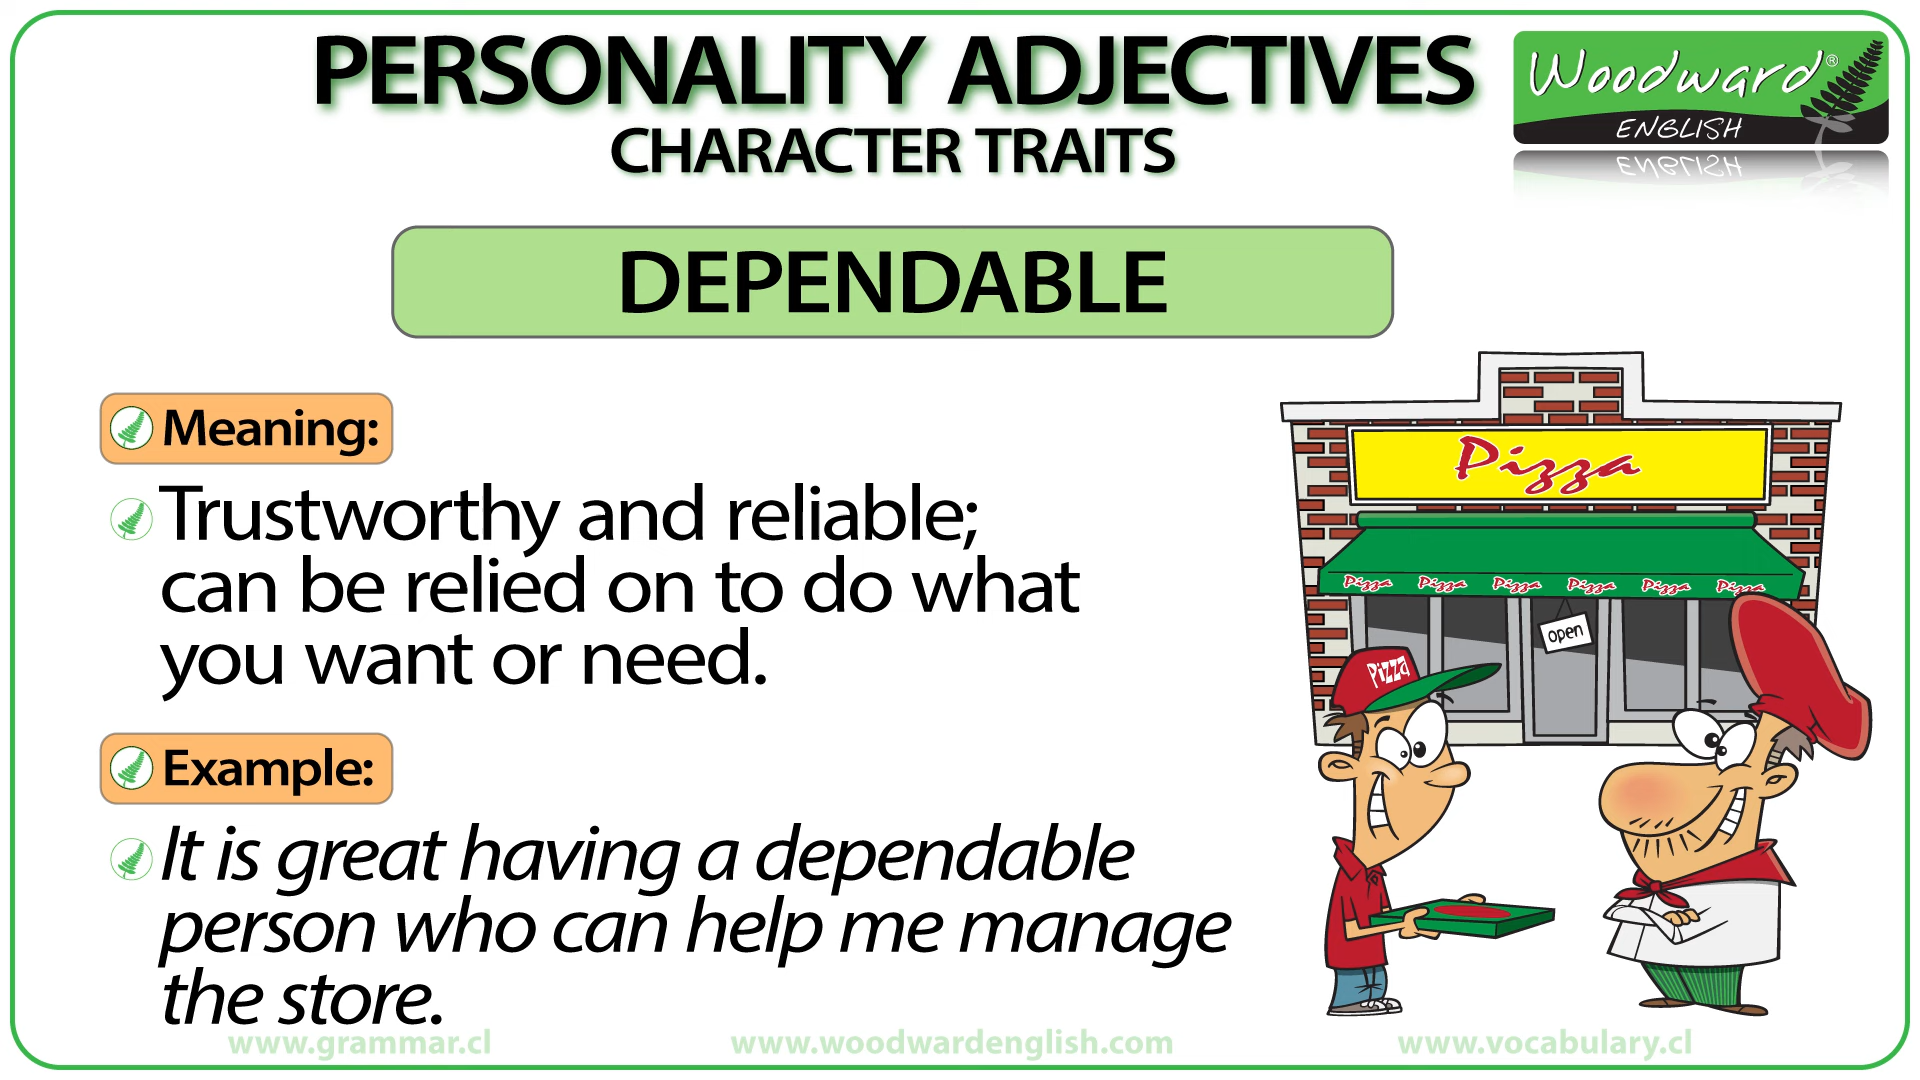 PERSONALITY ADJECTIVES
CHARACTER TRAITS
Woodward®
ENGLISH
DEPENDABLE
Meaning:
Trustworthy and reliable;
can be relied on to do what
you want or need.
Example:
It is great having a dependable
person who can help me manage
the store.
Pizza
Pizza Pizza Pizza Pizza Pizza Pizza
open
Pizza
www.grammar.cl www.woodwardenglish.com www.vocabulary.cl